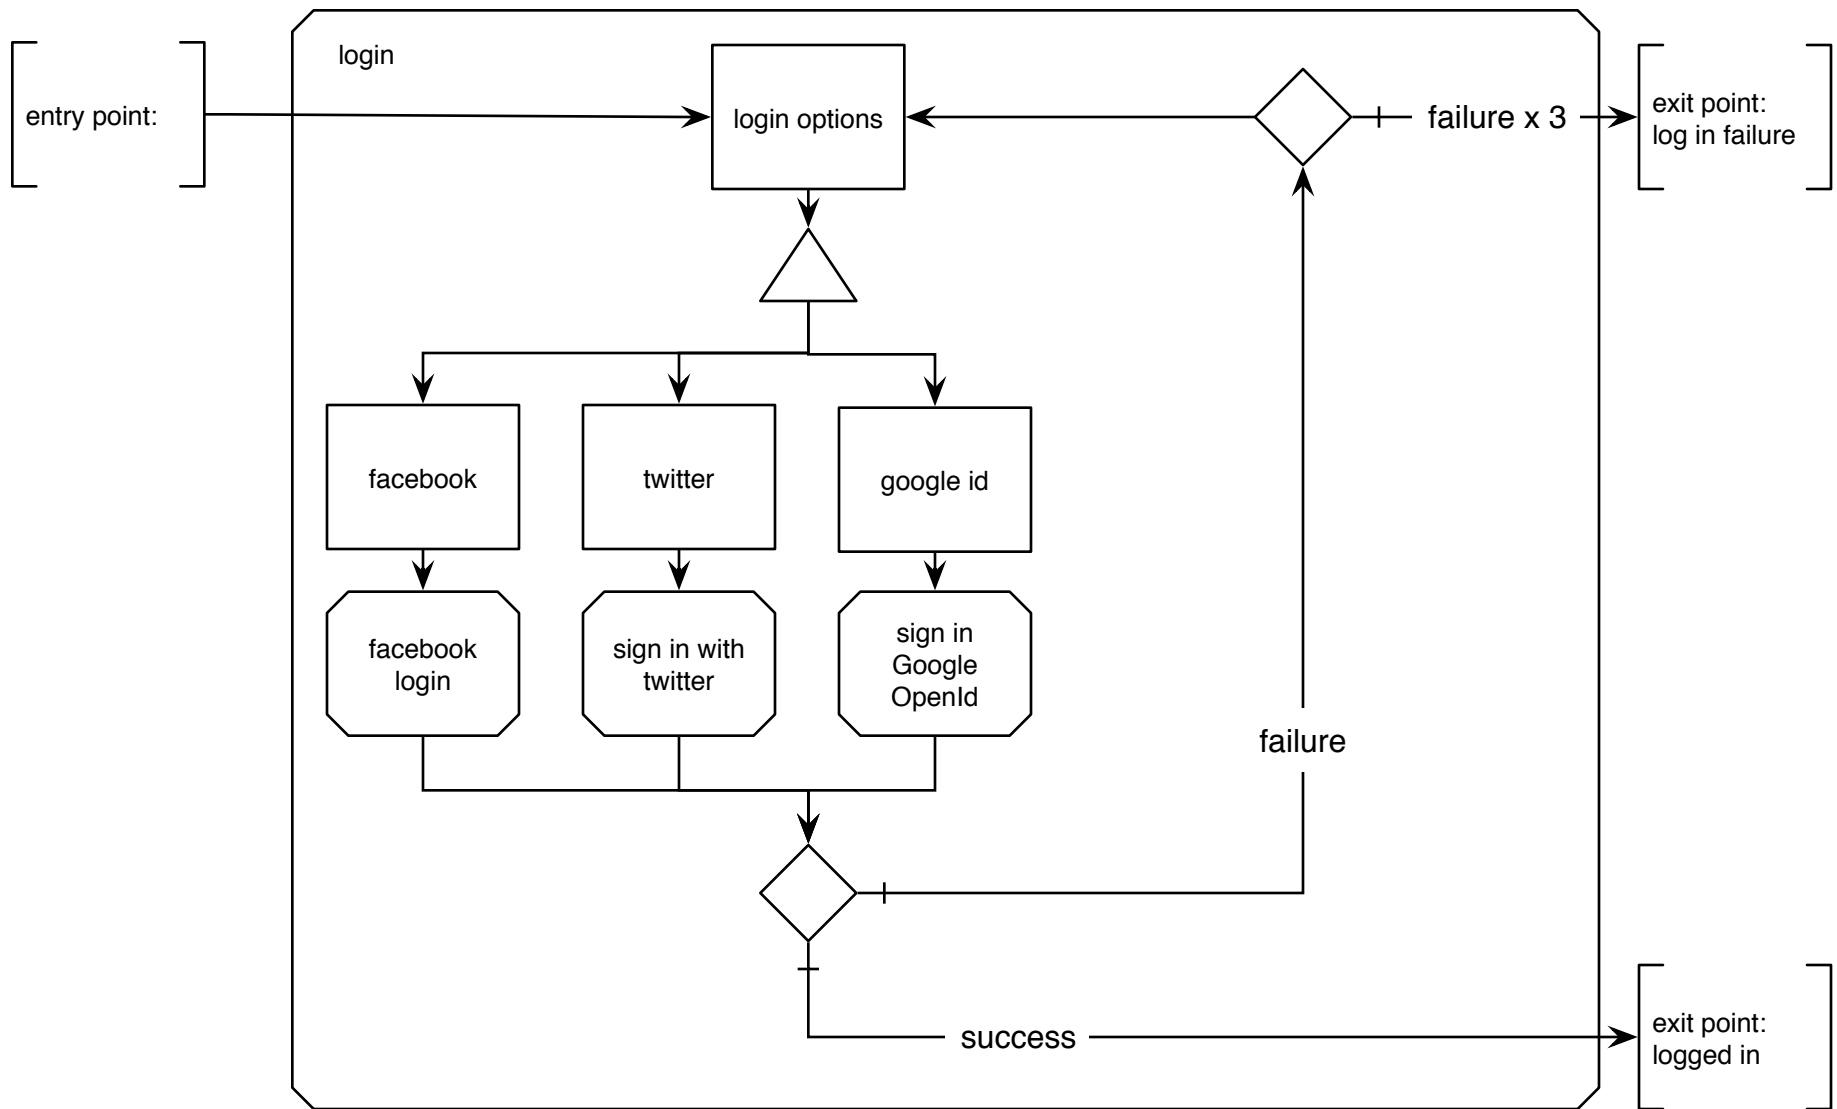 login
entry point:
login options
failure x 3
exit point:
log in failure
facebook
twitter
google id
facebook
login
sign in with
twitter
sign in
Google
OpenId
failure
success
exit point:
logged in